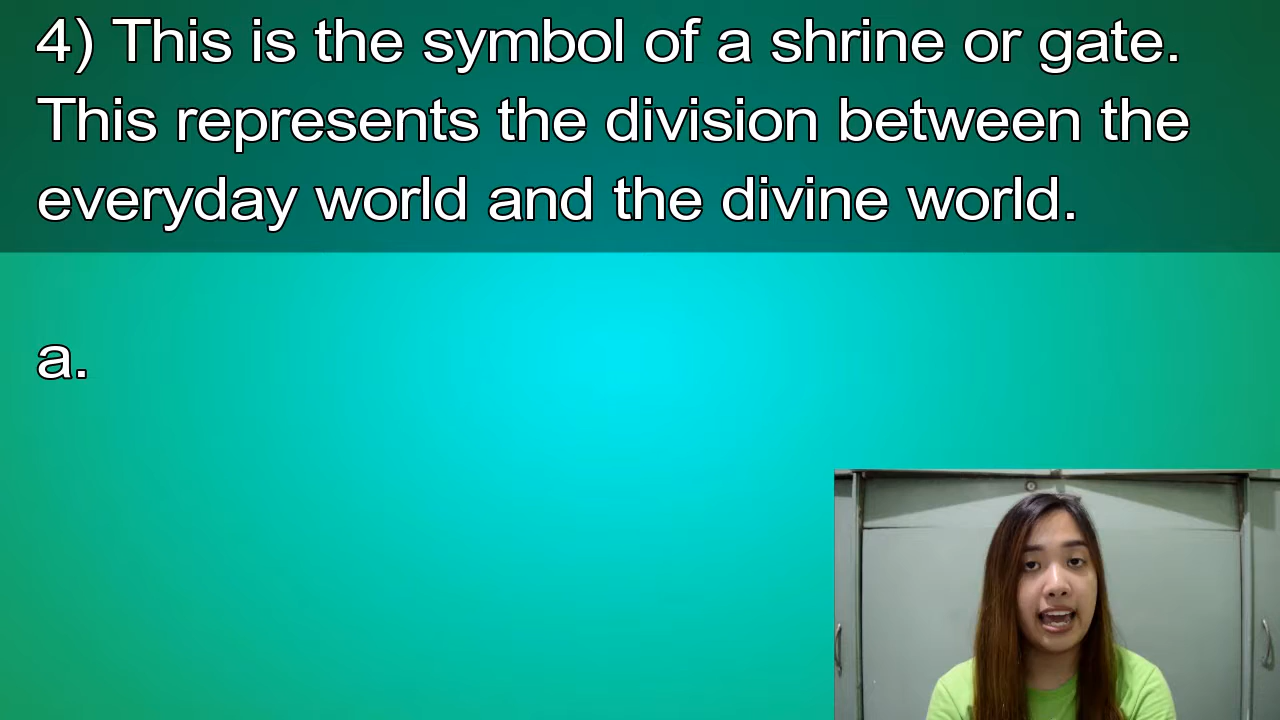 4) This is the symbol of a shrine or gate.
This represents the division between the
everyday world and the divine world.
a.